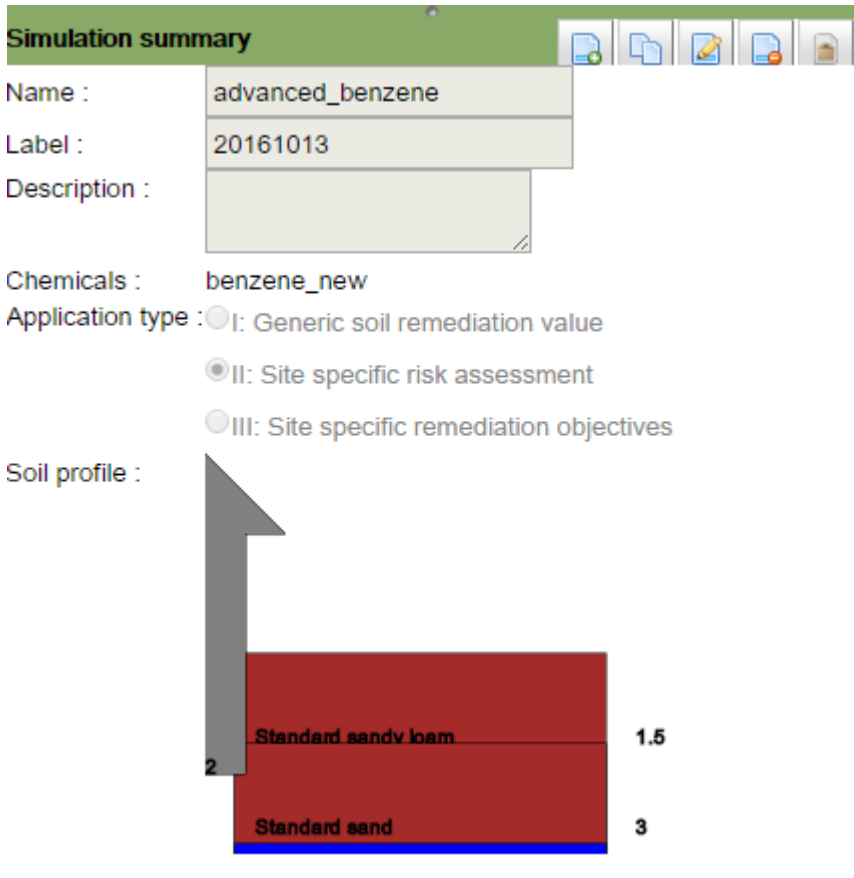 Simulation summary
Name : advanced_benzene
Label : 20161013
Description :
Chemicals : benzene_new
Application type : I: Generic soil remediation value
II: Site specific risk assessment
III: Site specific remediation objectives
Soil profile :
Standard sandy loam 1.5
2
Standard sand 3